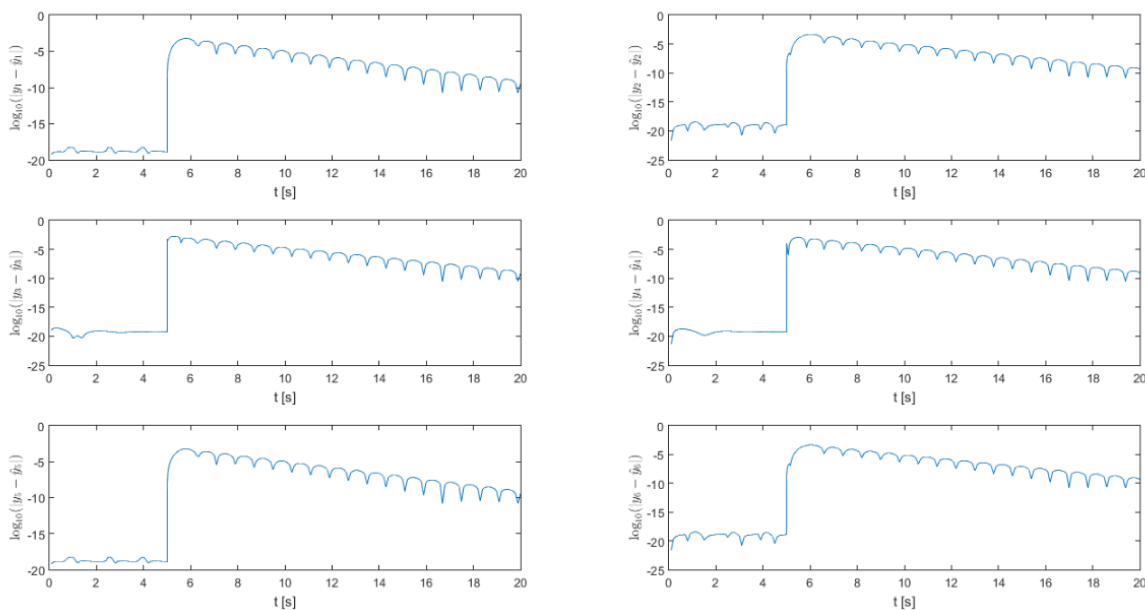 log₁₀(|y₁ − ŷ₁|)
0
-5
-10
-15
-20
0 2 4 6 8 10 12 14 16 18 20
t [s]
log₁₀(|y₂ − ŷ₂|)
0
-5
-10
-15
-20
-25
0 2 4 6 8 10 12 14 16 18 20
t [s]
log₁₀(|y₃ − ŷ₃|)
0
-5
-10
-15
-20
-25
0 2 4 6 8 10 12 14 16 18 20
t [s]
log₁₀(|y₄ − ŷ₄|)
0
-5
-10
-15
-20
-25
0 2 4 6 8 10 12 14 16 18 20
t [s]
log₁₀(|y₅ − ŷ₅|)
0
-5
-10
-15
-20
0 2 4 6 8 10 12 14 16 18 20
t [s]
log₁₀(|y₆ − ŷ₆|)
0
-5
-10
-15
-20
-25
0 2 4 6 8 10 12 14 16 18 20
t [s]